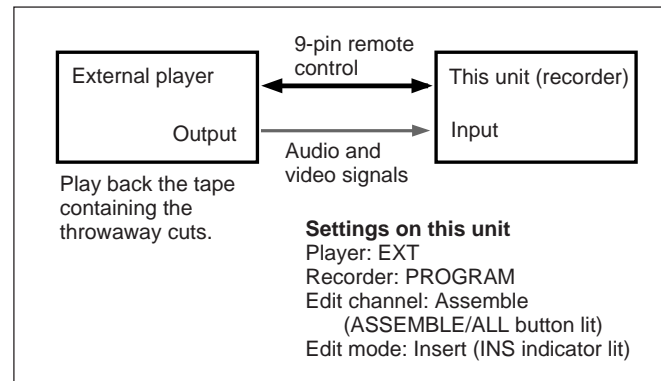 9-pin remote
control
External player
This unit (recorder)
Output
Input
Audio and
video signals
Play back the tape
containing the
throwaway cuts.
Settings on this unit
Player: EXT
Recorder: PROGRAM
Edit channel: Assemble
(ASSEMBLE/ALL button lit)
Edit mode: Insert (INS indicator lit)